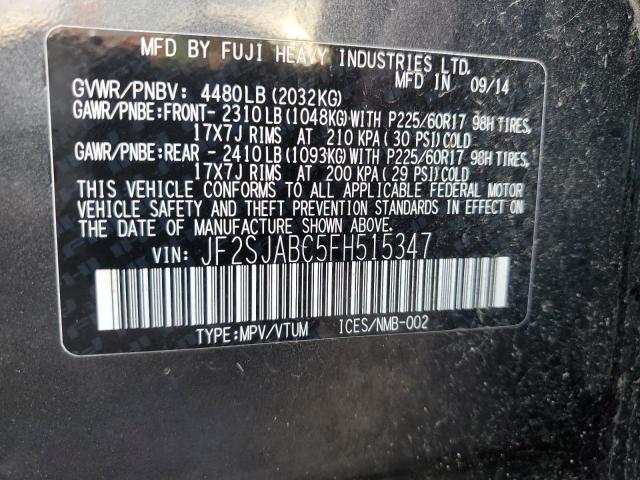 MFD BY FUJI HEAVY INDUSTRIES LTD.
MFD IN 09/14
GVWR/PNBV: 4480LB (2032KG)
GAWR/PNBE:FRONT- 2310LB(1048KG)WITH P225/60R17 98H TIRES,
17X7J RIMS AT 210 KPA (30 PSI)COLD
GAWR/PNBE:REAR - 2410LB(1093KG)WITH P225/60R17 98H TIRES,
17X7J RIMS AT 200 KPA (29 PSI)COLD
THIS VEHICLE CONFORMS TO ALL APPLICABLE FEDERAL MOTOR
VEHICLE SAFETY AND THEFT PREVENTION STANDARDS IN EFFECT ON
THE DATE OF MANUFACTURE SHOWN ABOVE.
VIN: JF2SJABC5FH515347
TYPE:MPV/VTUM ICES/NMB-002